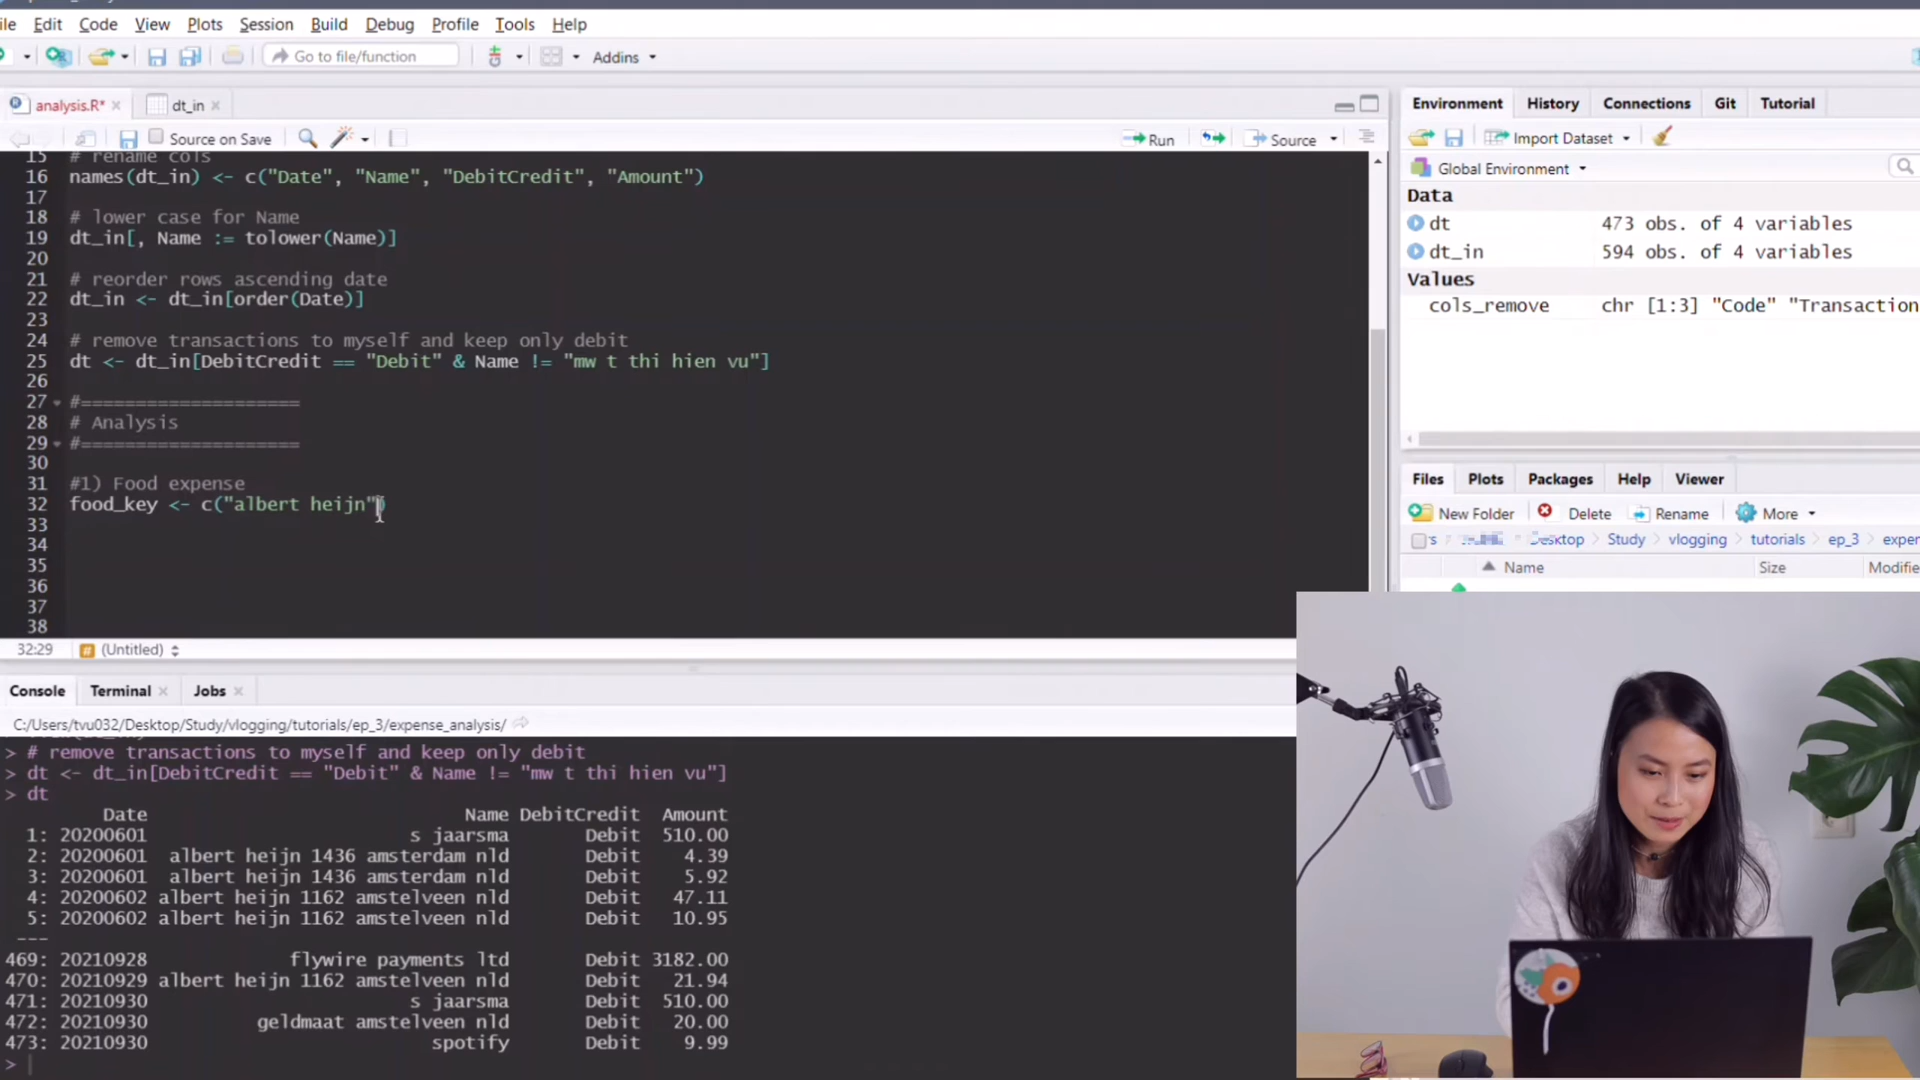 Edit Code View Plots Session Build Debug Profile Tools Help
Go to file/function Addins
analysis.R* dt_in
Source on Save Run Source
15 # rename cols
16 names(dt_in) <- c("Date", "Name", "DebitCredit", "Amount")
17
18 # lower case for Name
19 dt_in[, Name := tolower(Name)]
20
21 # reorder rows ascending date
22 dt_in <- dt_in[order(Date)]
23
24 # remove transactions to myself and keep only debit
25 dt <- dt_in[DebitCredit == "Debit" & Name != "mw t thi hien vu"]
26
27 #====================
28 # Analysis
29 #====================
30
31 #1) Food expense
32 food_key <- c("albert heijn")
33
34
35
36
37
38
32:29 # (Untitled)
Console Terminal Jobs
C:/Users/tvu032/Desktop/Study/vlogging/tutorials/ep_3/expense_analysis/
> # remove transactions to myself and keep only debit
> dt <- dt_in[DebitCredit == "Debit" & Name != "mw t thi hien vu"]
> dt
Date Name DebitCredit Amount
1: 20200601 s jaarsma Debit 510.00
2: 20200601 albert heijn 1436 amsterdam nld Debit 4.39
3: 20200601 albert heijn 1436 amsterdam nld Debit 5.92
4: 20200602 albert heijn 1162 amstelveen nld Debit 47.11
5: 20200602 albert heijn 1162 amstelveen nld Debit 10.95
---
469: 20210928 flywire payments ltd Debit 3182.00
470: 20210929 albert heijn 1162 amstelveen nld Debit 21.94
471: 20210930 s jaarsma Debit 510.00
472: 20210930 geldmaat amstelveen nld Debit 20.00
473: 20210930 spotify Debit 9.99
>
Environment History Connections Git Tutorial
Import Dataset
Global Environment
Data
dt 473 obs. of 4 variables
dt_in 594 obs. of 4 variables
Values
cols_remove chr [1:3] "Code" "Transaction
Files Plots Packages Help Viewer
New Folder Delete Rename More
Desktop Study vlogging tutorials ep_3 expen
Name Size Modifie